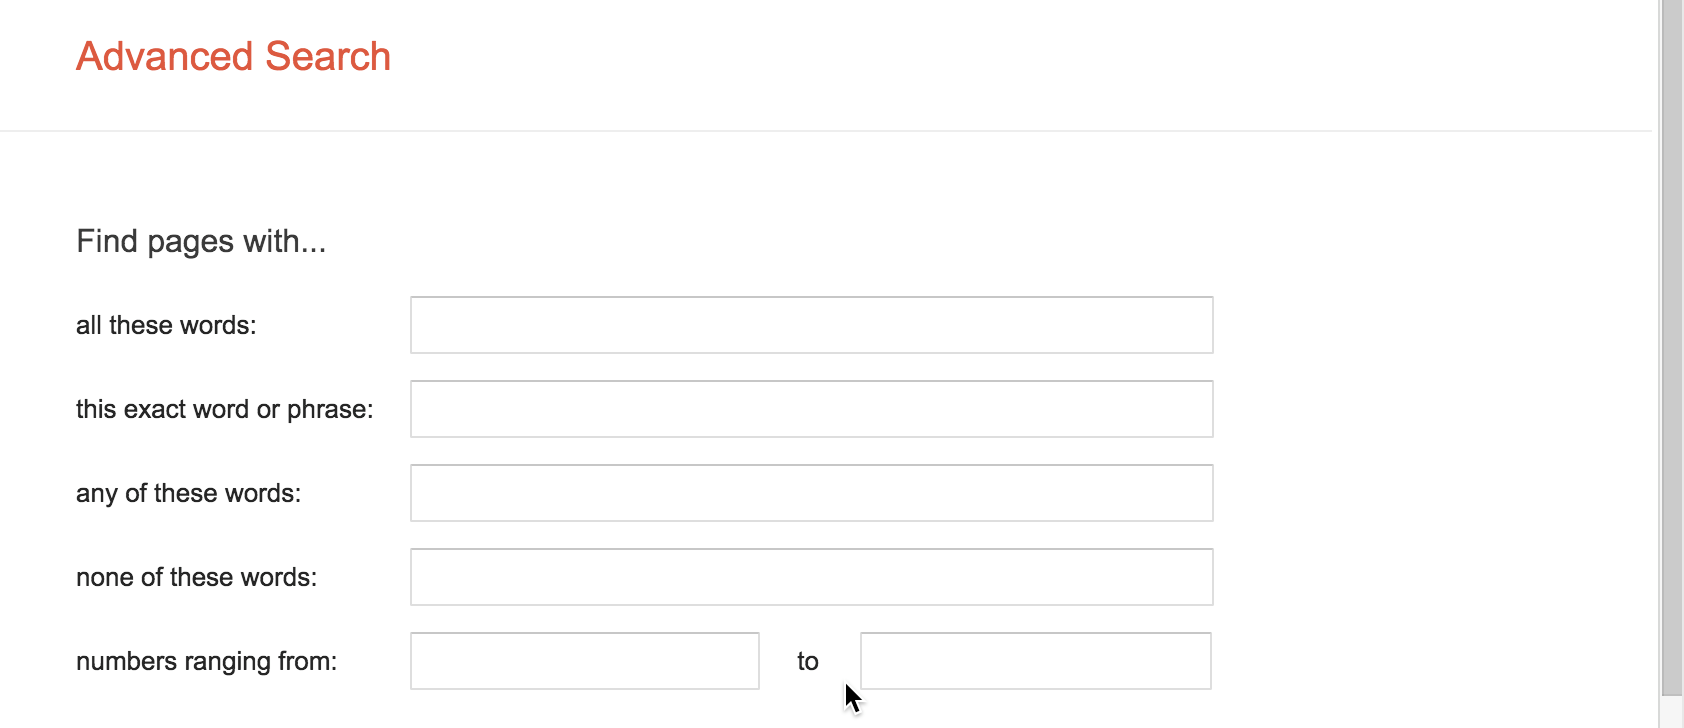 Advanced Search
Find pages with...
all these words:
this exact word or phrase:
any of these words:
none of these words:
numbers ranging from: to